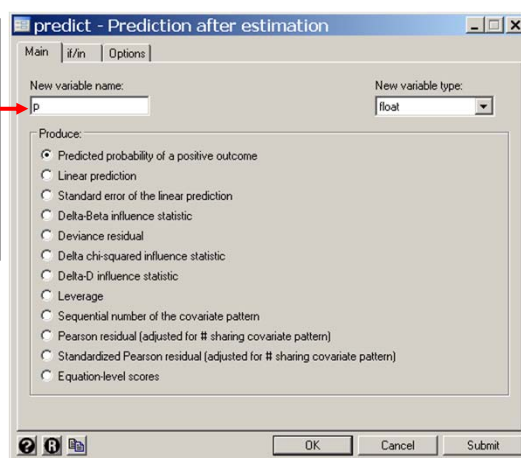 predict - Prediction after estimation
Main if/in Options
New variable name: New variable type:
p float
Produce:
Predicted probability of a positive outcome
Linear prediction
Standard error of the linear prediction
Delta-Beta influence statistic
Deviance residual
Delta chi-squared influence statistic
Delta-D influence statistic
Leverage
Sequential number of the covariate pattern
Pearson residual (adjusted for # sharing covariate pattern)
Standardized Pearson residual (adjusted for # sharing covariate pattern)
Equation-level scores
? R OK Cancel Submit